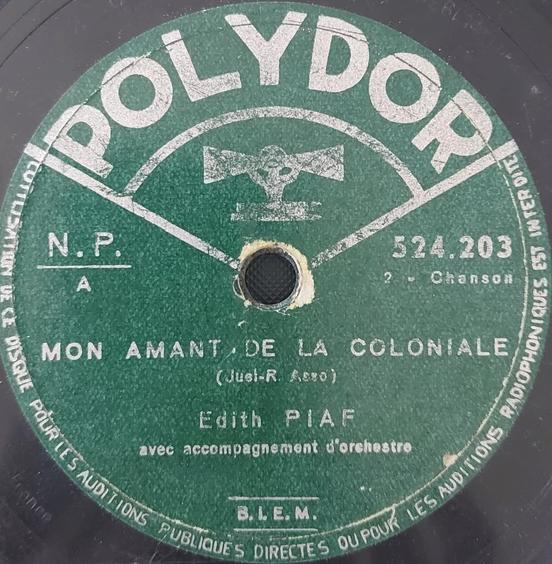 POLYDOR
N.P.
A
524.203
2 - Chanson
MON AMANT DE LA COLONIALE
(Juel-R. Asso)
Edith PIAF
avec accompagnement d'orchestre
B.I.E.M.
L'UTILISATION DE CE DISQUE POUR LES AUDITIONS PUBLIQUES DIRECTES OU POUR LES AUDITIONS RADIOPHONIQUES EST INTERDITE